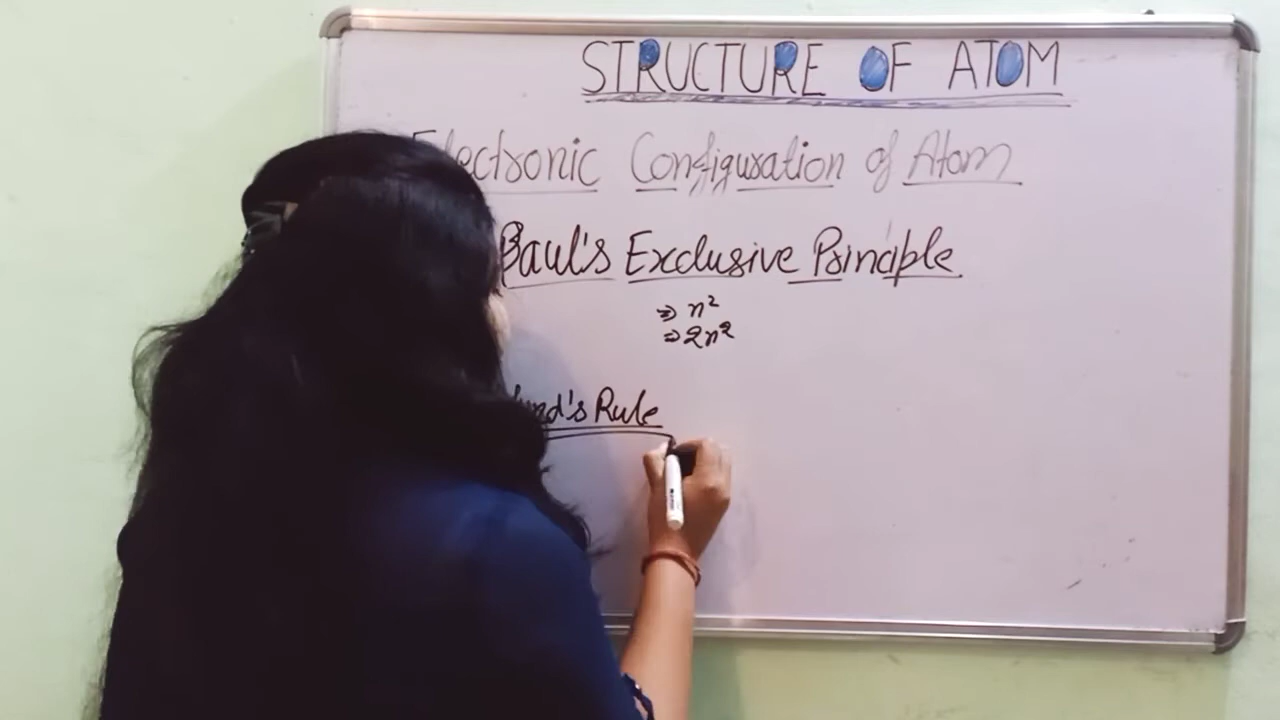 STRUCTURE OF ATOM
Electronic Configuration of Atom
Paul's Exclusive Principle
⇒ n²
⇒ 2n²
Rule